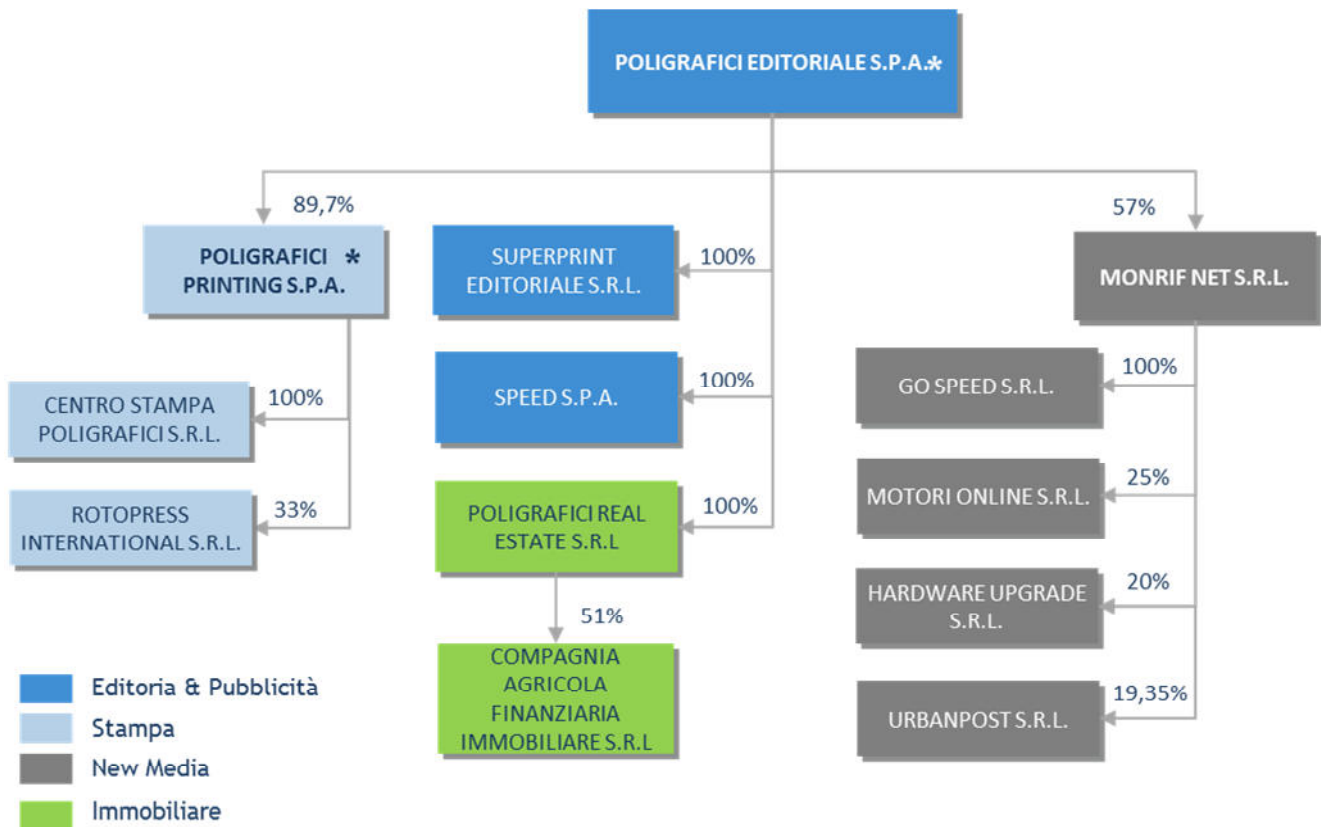 POLIGRAFICI EDITORIALE S.P.A.*
89,7%
57%
POLIGRAFICI *
PRINTING S.P.A.
SUPERPRINT
EDITORIALE S.R.L.
100%
MONRIF NET S.R.L.
CENTRO STAMPA
POLIGRAFICI S.R.L.
100%
SPEED S.P.A.
100%
GO SPEED S.R.L.
100%
ROTOPRESS
INTERNATIONAL S.R.L.
33%
POLIGRAFICI REAL
ESTATE S.R.L
100%
MOTORI ONLINE S.R.L.
25%
51%
HARDWARE UPGRADE
S.R.L.
20%
COMPAGNIA
AGRICOLA
FINANZIARIA
IMMOBILIARE S.R.L
URBANPOST S.R.L.
19,35%
Editoria & Pubblicità
Stampa
New Media
Immobiliare